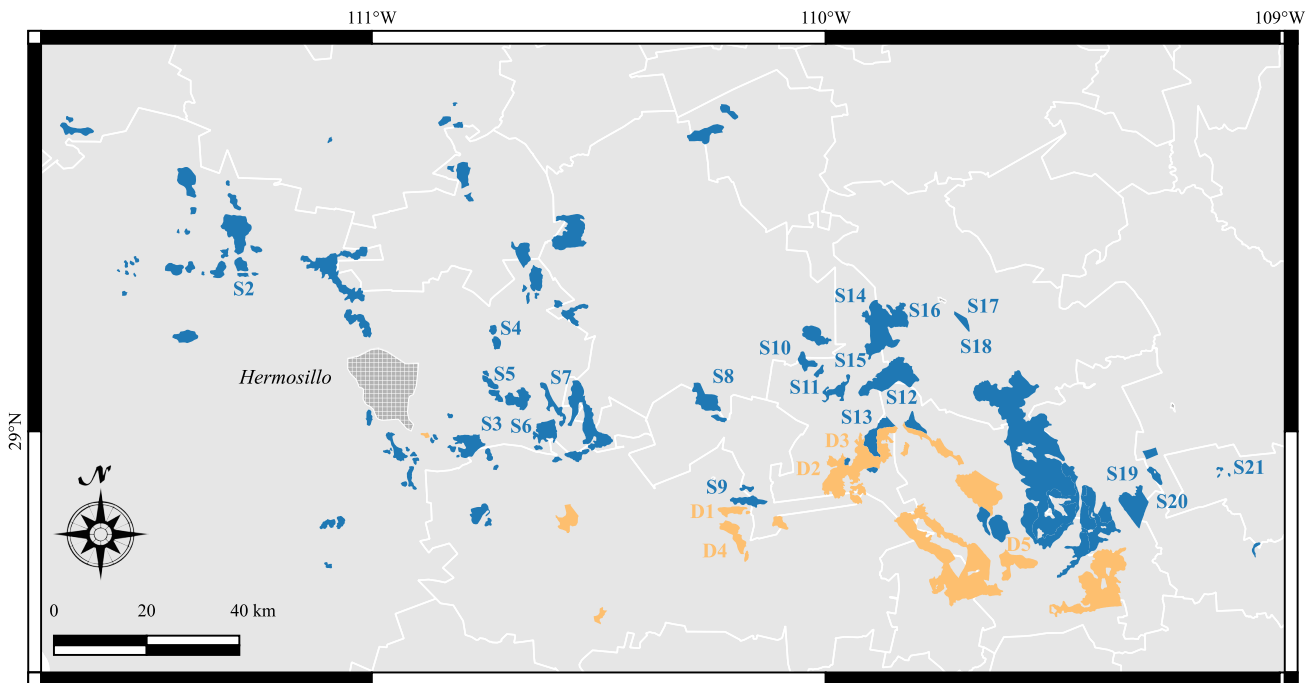 111°W 110°W 109°W
S2
S14
S16
S17
S4
S10
S15
S18
Hermosillo
S5
S7
S8
S11
S12
29°N
S3
S6
S13
D3
D2
S19
S21
N
S9
S20
D1
D4
D5
0 20 40 km